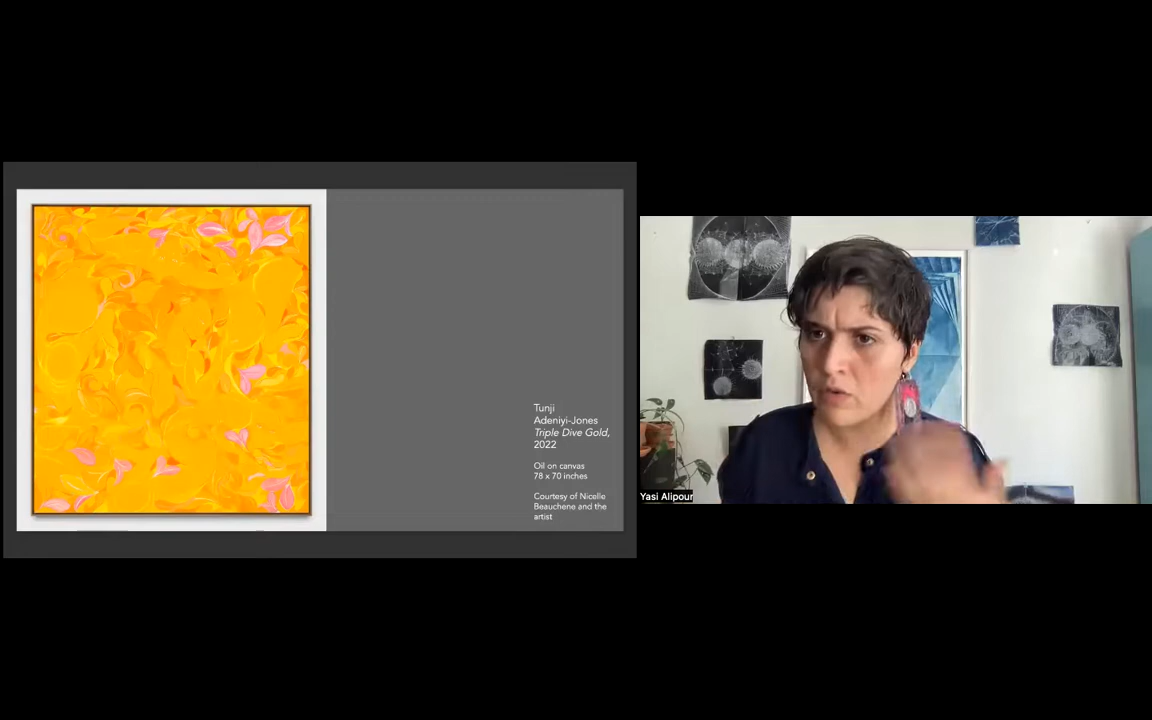 Tunji
Adeniyi-Jones
Triple Dive Gold,
2022
Oil on canvas
78 x 70 inches
Courtesy of Nicelle
Beauchene and the
artist
Yasi Alipour